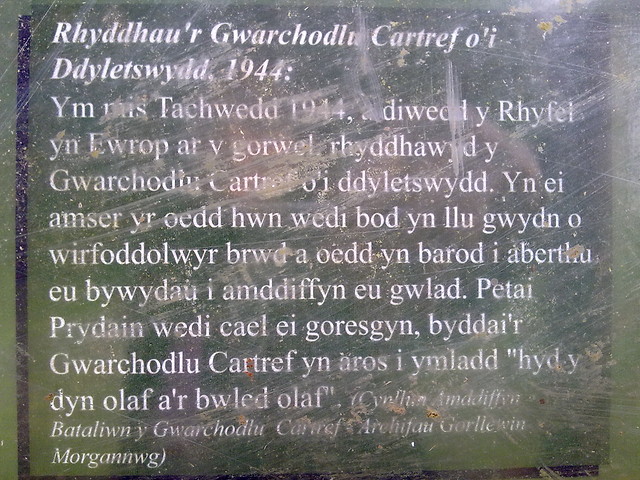 Rhyddhau'r Gwarchodlu Cartref o'i
Ddyletswydd, 1944:
Ym mis Tachwedd 1944, a diwedd y Rhyfel
yn Ewrop ar y gorwel, rhyddhawyd y
Gwarchodlu Cartref o'i ddyletswydd. Yn ei
amser yr oedd hwn wedi bod yn llu gwydn o
wirfoddolwyr brwd a oedd yn barod i aberthu
eu bywydau i amddiffyn eu gwlad. Petai
Prydain wedi cael ei goresgyn, byddai'r
Gwarchodlu Cartref yn aros i ymladd "hyd y
dyn olaf a'r bwled olaf". (Cynllun Amddiffyn
Bataliwn y Gwarchodlu Cartref - Archifau Gorllewin
Morgannwg)